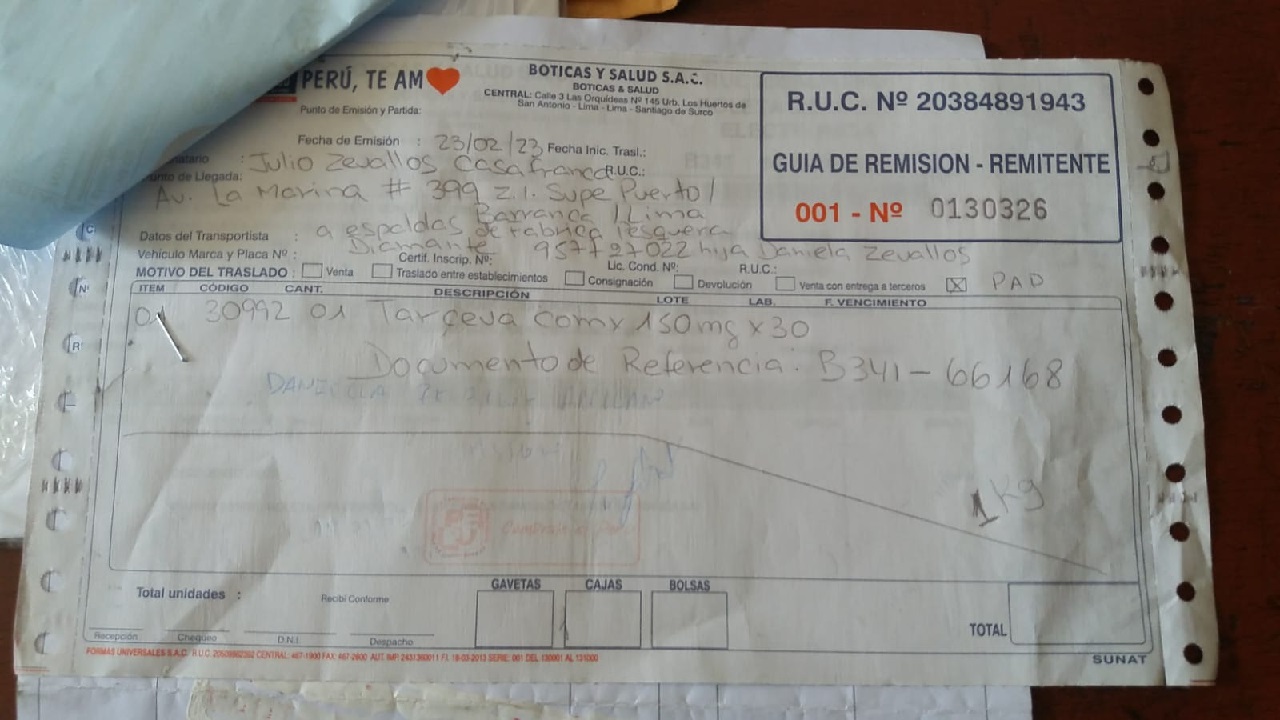 PERÚ, TE AM
BOTICAS Y SALUD S.A.C.
BOTICAS & SALUD
CENTRAL: Calle 3 Las Orquídeas Nº 145 Urb. Los Huertos de
San Antonio - Lima - Lima - Santiago de Surco
R.U.C. Nº 20384891943
GUIA DE REMISION - REMITENTE
001 - Nº 0130326
Punto de Emisión y Partida:
Fecha de Emisión : 23/02/23 Fecha Inic. Trasl.:
: Julio Zevallos Casafranca R.U.C.:
Punto de Llegada:
Av. La Marina # 399 Z.I. Supe Puerto/
Barranca / Lima
Datos del Transportista : a espaldas de Fabrica Pesquera
Vehículo Marca y Placa Nº : Diamante 957727022 hija Daniela Zevallos
Certif. Inscrip. Nº: Lic. Cond. Nº: R.U.C.:
MOTIVO DEL TRASLADO : Venta Traslado entre establecimientos Consignación Devolución Venta con entrega a terceros X PAD
ITEM CÓDIGO CANT. DESCRIPCIÓN LOTE LAB. F. VENCIMIENTO
01 30992 01 Tarceva comx 150mg x 30
Documento de Referencia: B341-66168
1 Kg
Total unidades :
Recibí Conforme
GAVETAS CAJAS BOLSAS
TOTAL
Recepción Chequeo D.N.I. Despacho
SUNAT